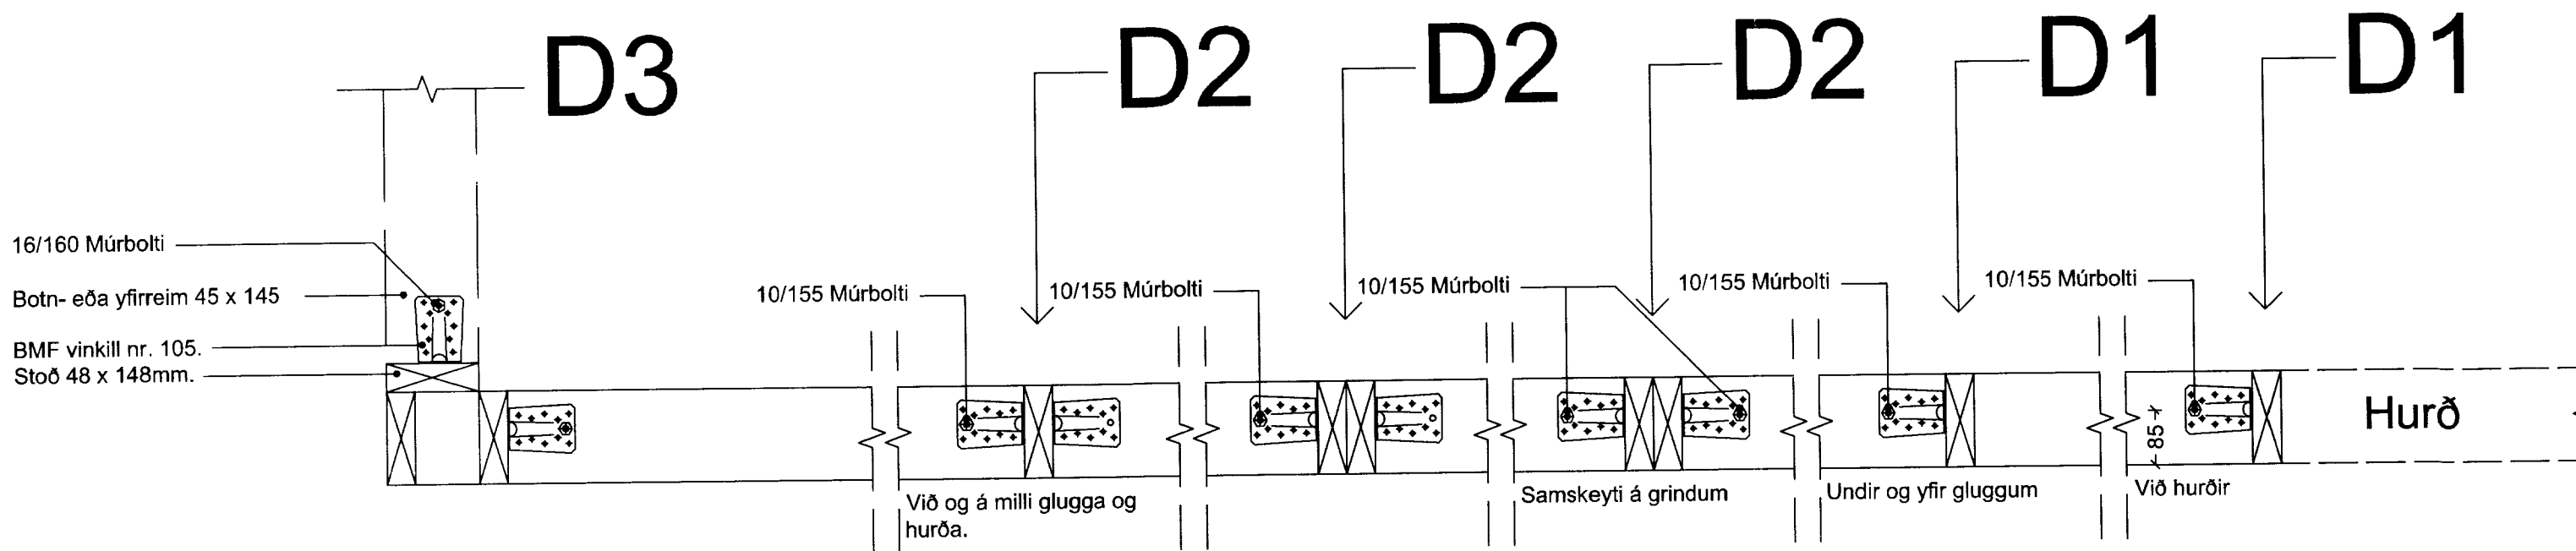 D3
D2
D2
D2
D1
D1
16/160 Múrbolti
Botn- eða yfirreim 45 x 145
BMF vinkill nr. 105.
Stoð 48 x 148mm.
10/155 Múrbolti
10/155 Múrbolti
10/155 Múrbolti
10/155 Múrbolti
10/155 Múrbolti
85
Hurð
Við og á milli glugga og
hurða.
Samskeyti á grindum
Undir og yfir gluggum
Við hurðir